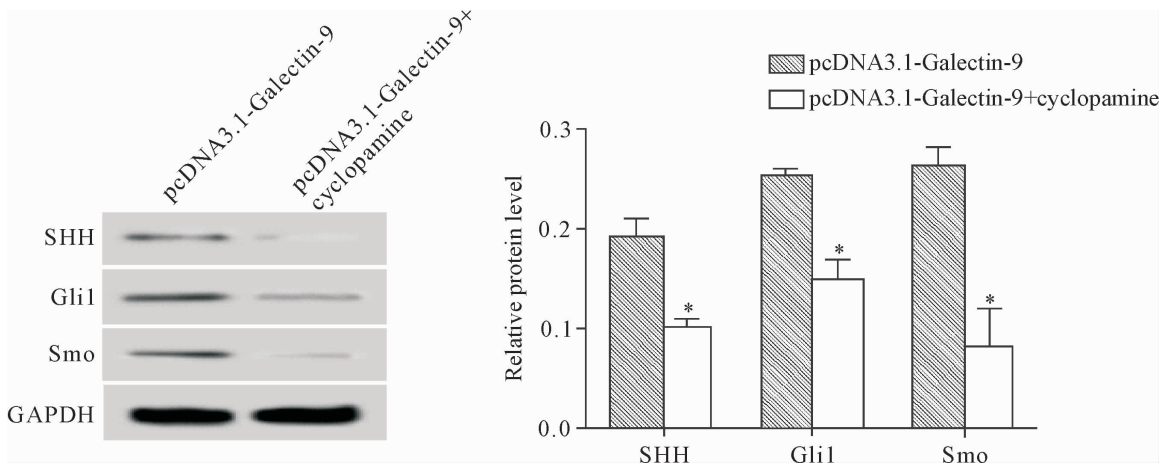 pcDNA3.1-Galectin-9
pcDNA3.1-Galectin-9+
cyclopamine
SHH
Gli1
Smo
GAPDH
pcDNA3.1-Galectin-9
pcDNA3.1-Galectin-9+cyclopamine
Relative protein level
0.3
0.2
0.1
0.0
*
*
*
SHH
Gli1
Smo